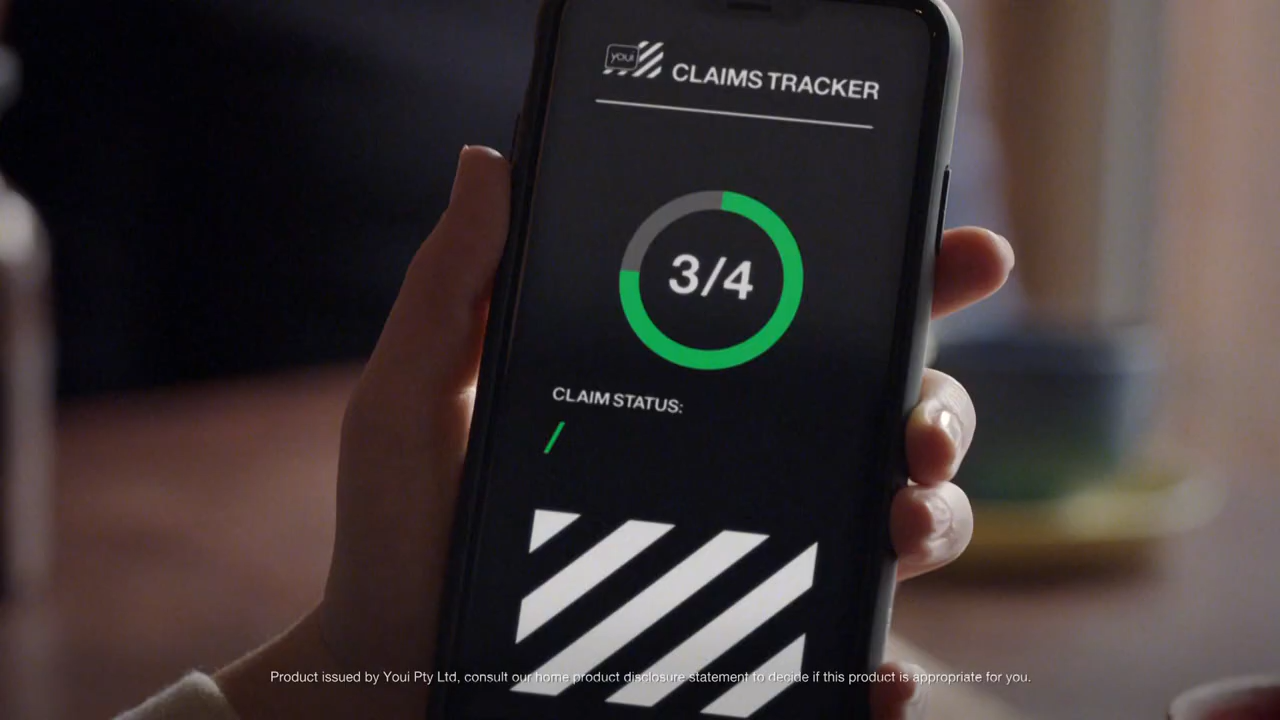 youi
CLAIMS TRACKER
3/4
CLAIM STATUS:
/
Product issued by Youi Pty Ltd, consult our home product disclosure statement to decide if this product is appropriate for you.